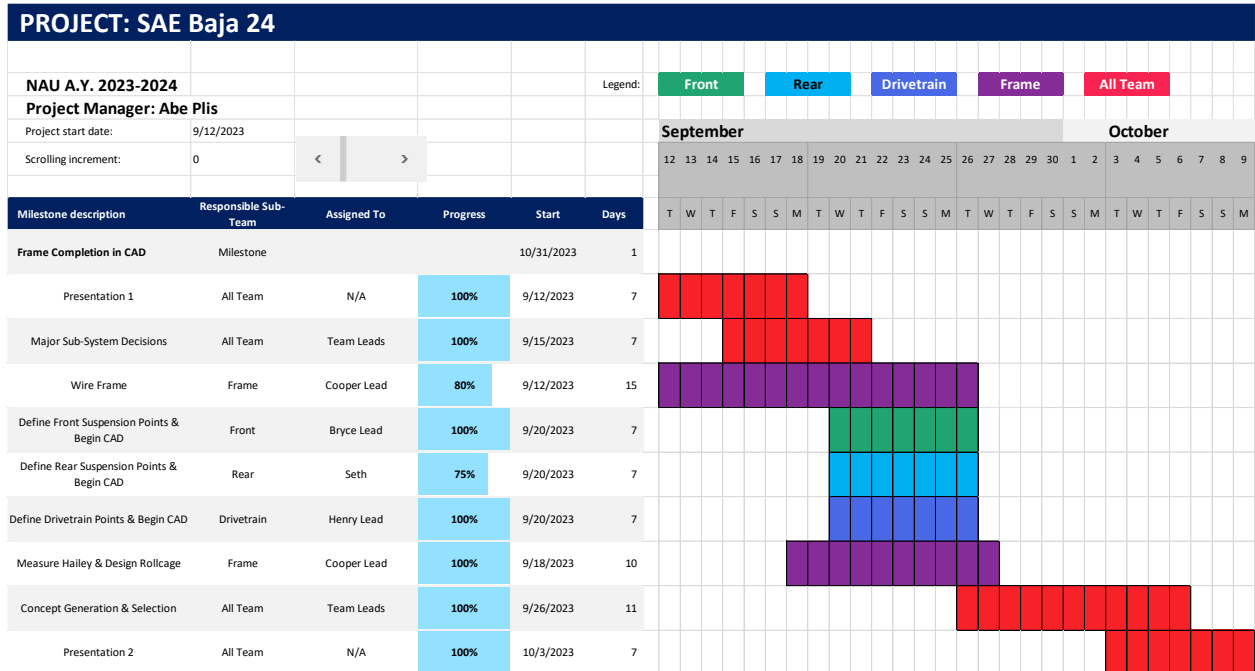 PROJECT: SAE Baja 24
NAU A.Y. 2023-2024
Legend: Front Rear Drivetrain Frame All Team
Project Manager: Abe Plis
Project start date: 9/12/2023
September October
Scrolling increment: 0
12 13 14 15 16 17 18 19 20 21 22 23 24 25 26 27 28 29 30 1 2 3 4 5 6 7 8 9
Milestone description Responsible Sub-Team Assigned To Progress Start Days T W T F S S M T W T F S S M T W T F S S M T W T F S S M
Frame Completion in CAD Milestone 10/31/2023 1
Presentation 1 All Team N/A 100% 9/12/2023 7
Major Sub-System Decisions All Team Team Leads 100% 9/15/2023 7
Wire Frame Frame Cooper Lead 80% 9/12/2023 15
Define Front Suspension Points & Begin CAD Front Bryce Lead 100% 9/20/2023 7
Define Rear Suspension Points & Begin CAD Rear Seth 75% 9/20/2023 7
Define Drivetrain Points & Begin CAD Drivetrain Henry Lead 100% 9/20/2023 7
Measure Hailey & Design Rollcage Frame Cooper Lead 100% 9/18/2023 10
Concept Generation & Selection All Team Team Leads 100% 9/26/2023 11
Presentation 2 All Team N/A 100% 10/3/2023 7